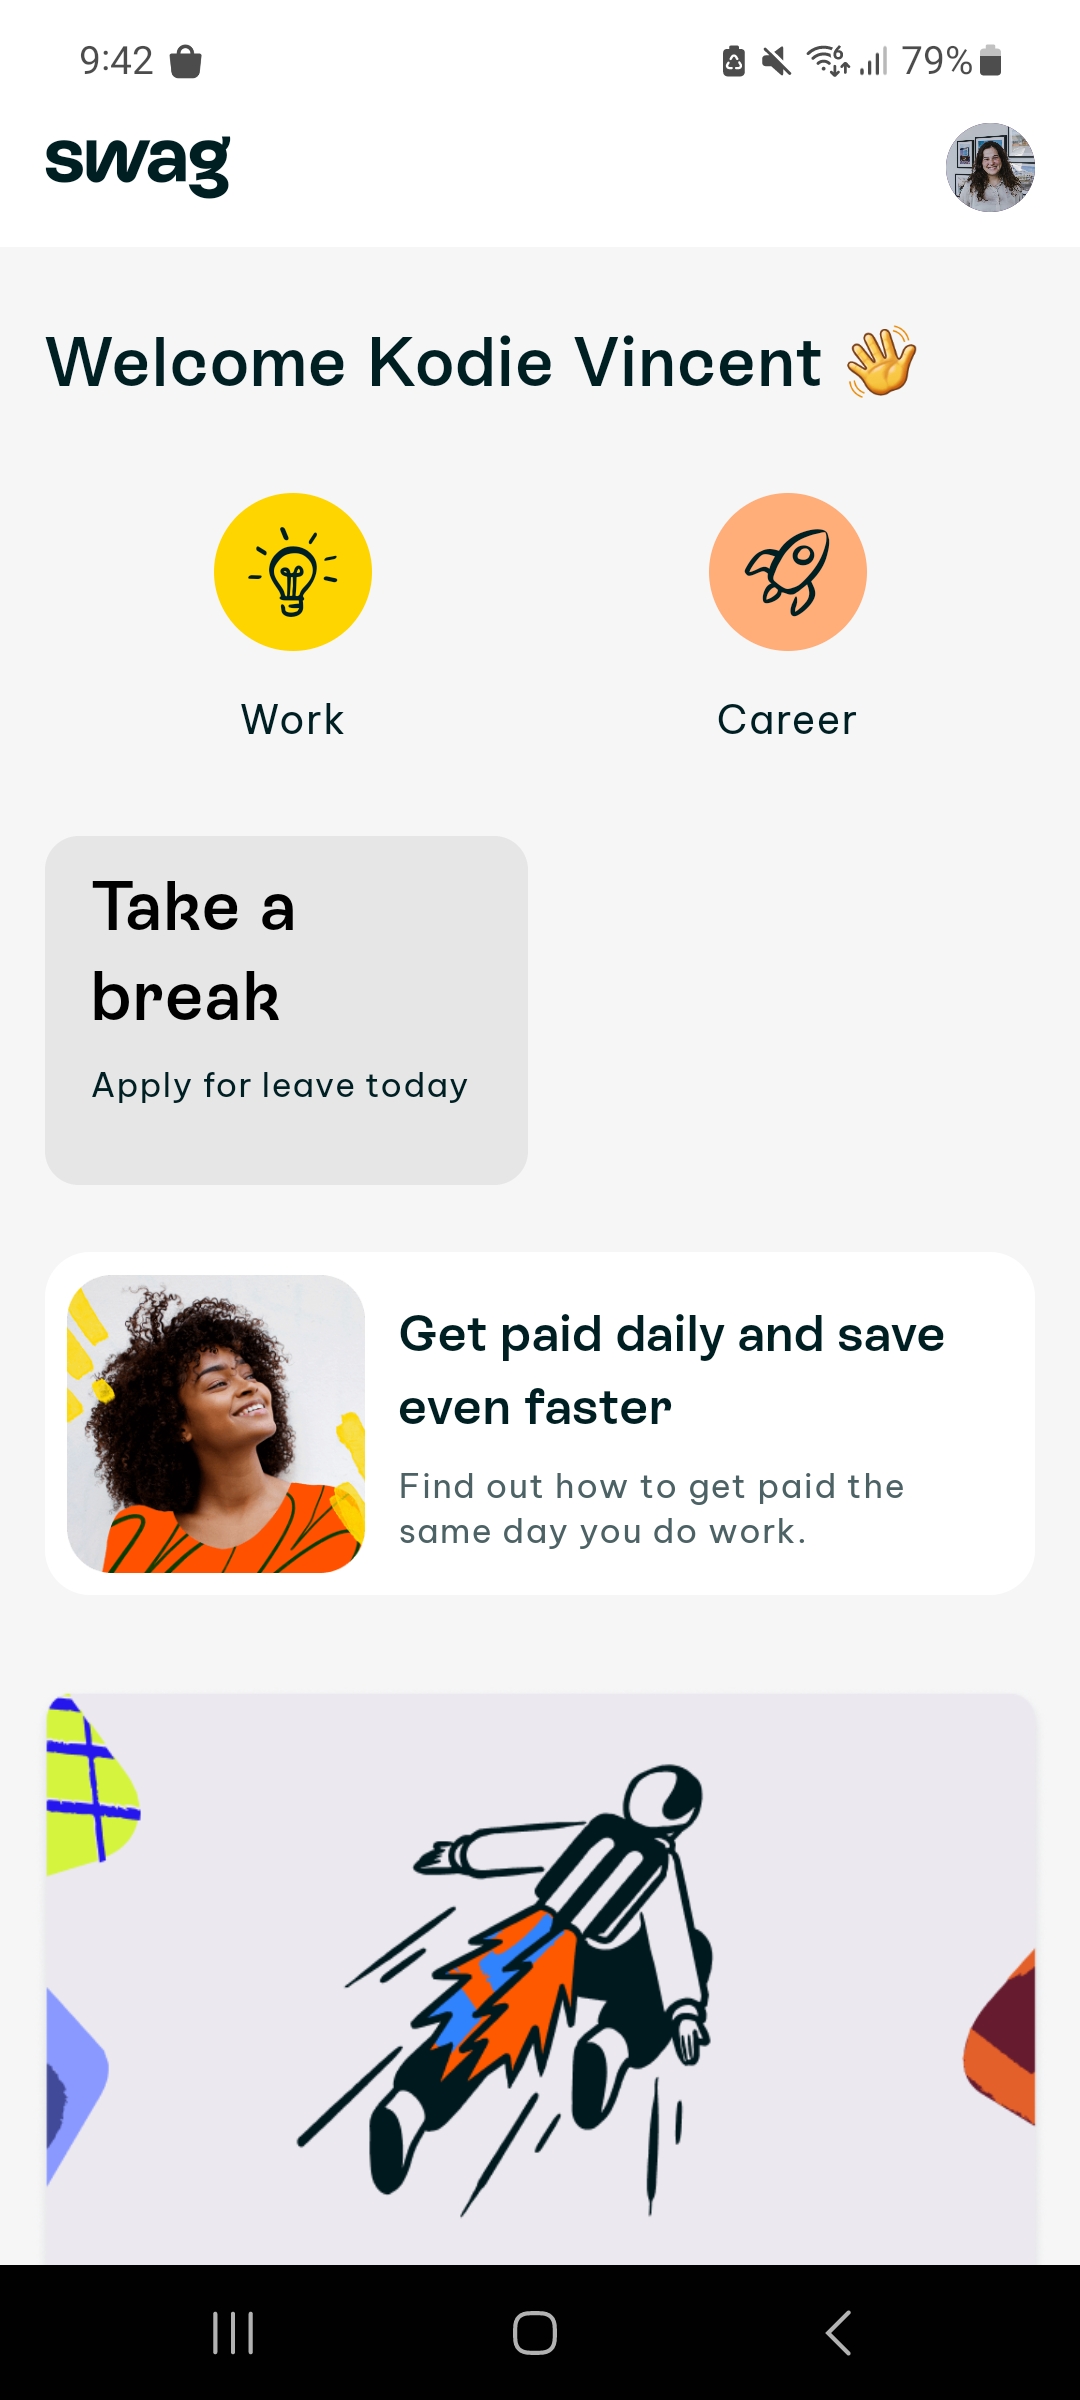 9:42
79%
swag
Welcome Kodie Vincent 👋
Work
Career
Take a
break
Apply for leave today
Get paid daily and save
even faster
Find out how to get paid the
same day you do work.